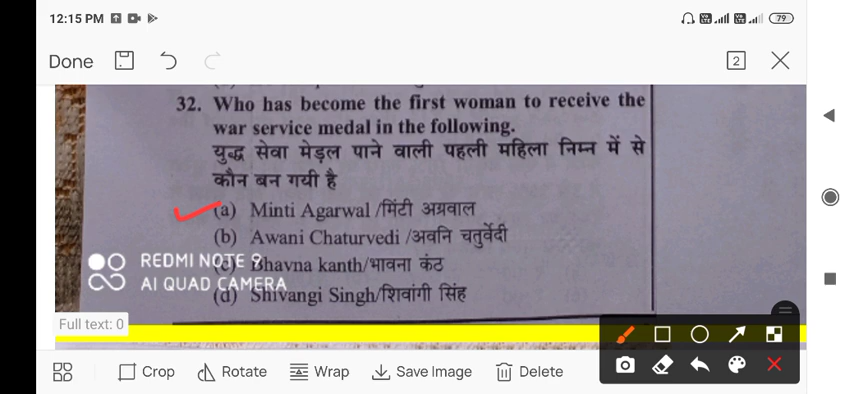 12:15 PM
79
Done
2
32. Who has become the first woman to receive the
war service medal in the following.
युद्ध सेवा मेड़ल पाने वाली पहली महिला निम्न में से
कौन बन गयी है
(a) Minti Agarwal /मिंटी अग्रवाल
(b) Awani Chaturvedi /अवनि चतुर्वेदी
REDMI NOTE 9
(c) Bhavna kanth/भावना कंठ
AI QUAD CAMERA
(d) Shivangi Singh/शिवांगी सिंह
Full text: 0
Crop Rotate Wrap Save Image Delete